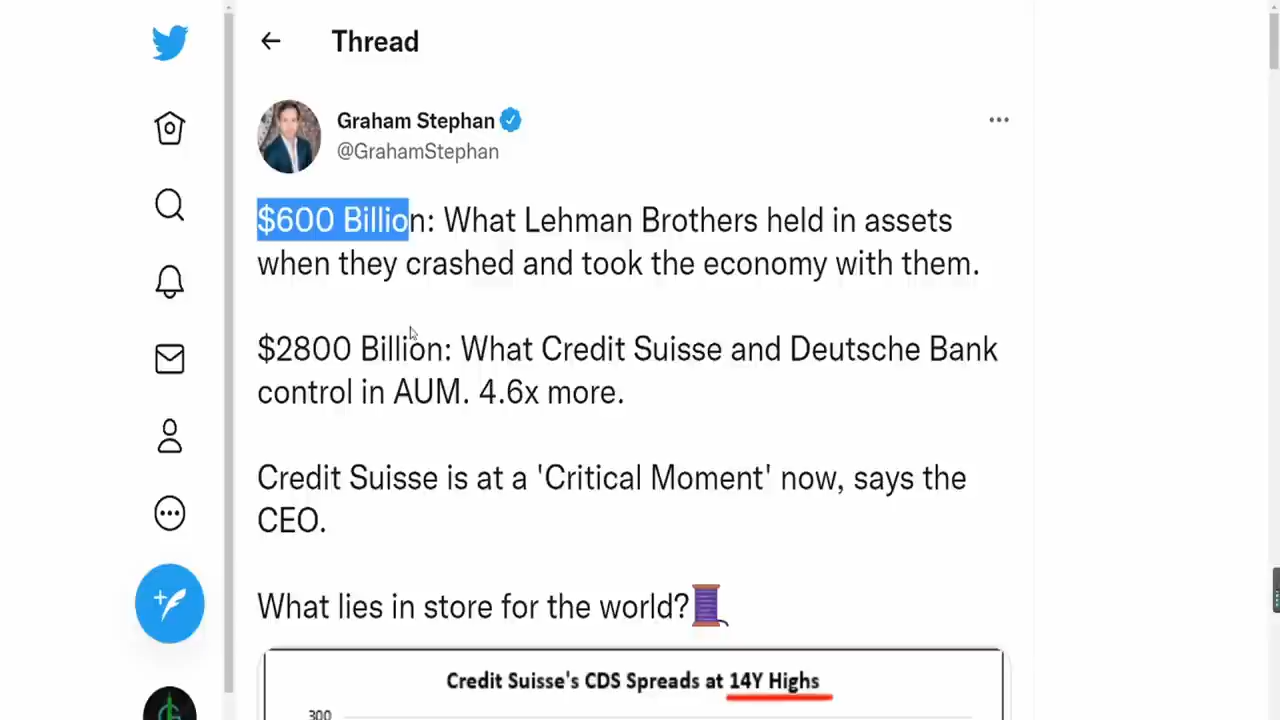 Thread
Graham Stephan
@GrahamStephan
$600 Billion: What Lehman Brothers held in assets
when they crashed and took the economy with them.
$2800 Billion: What Credit Suisse and Deutsche Bank
control in AUM. 4.6x more.
Credit Suisse is at a 'Critical Moment' now, says the
CEO.
What lies in store for the world?🧵
Credit Suisse's CDS Spreads at 14Y Highs
300